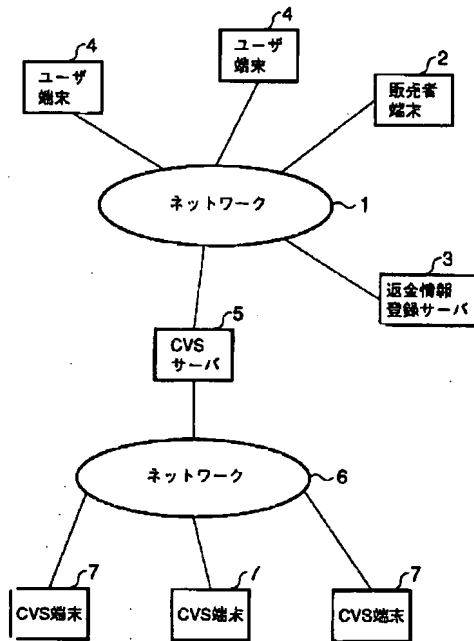 4
ユーザ
端末
4
ユーザ
端末
2
販売者
端末
ネットワーク
1
3
返金情報
登録サーバ
5
CVS
サーバ
ネットワーク
6
7
CVS端末
7
CVS端末
7
CVS端末